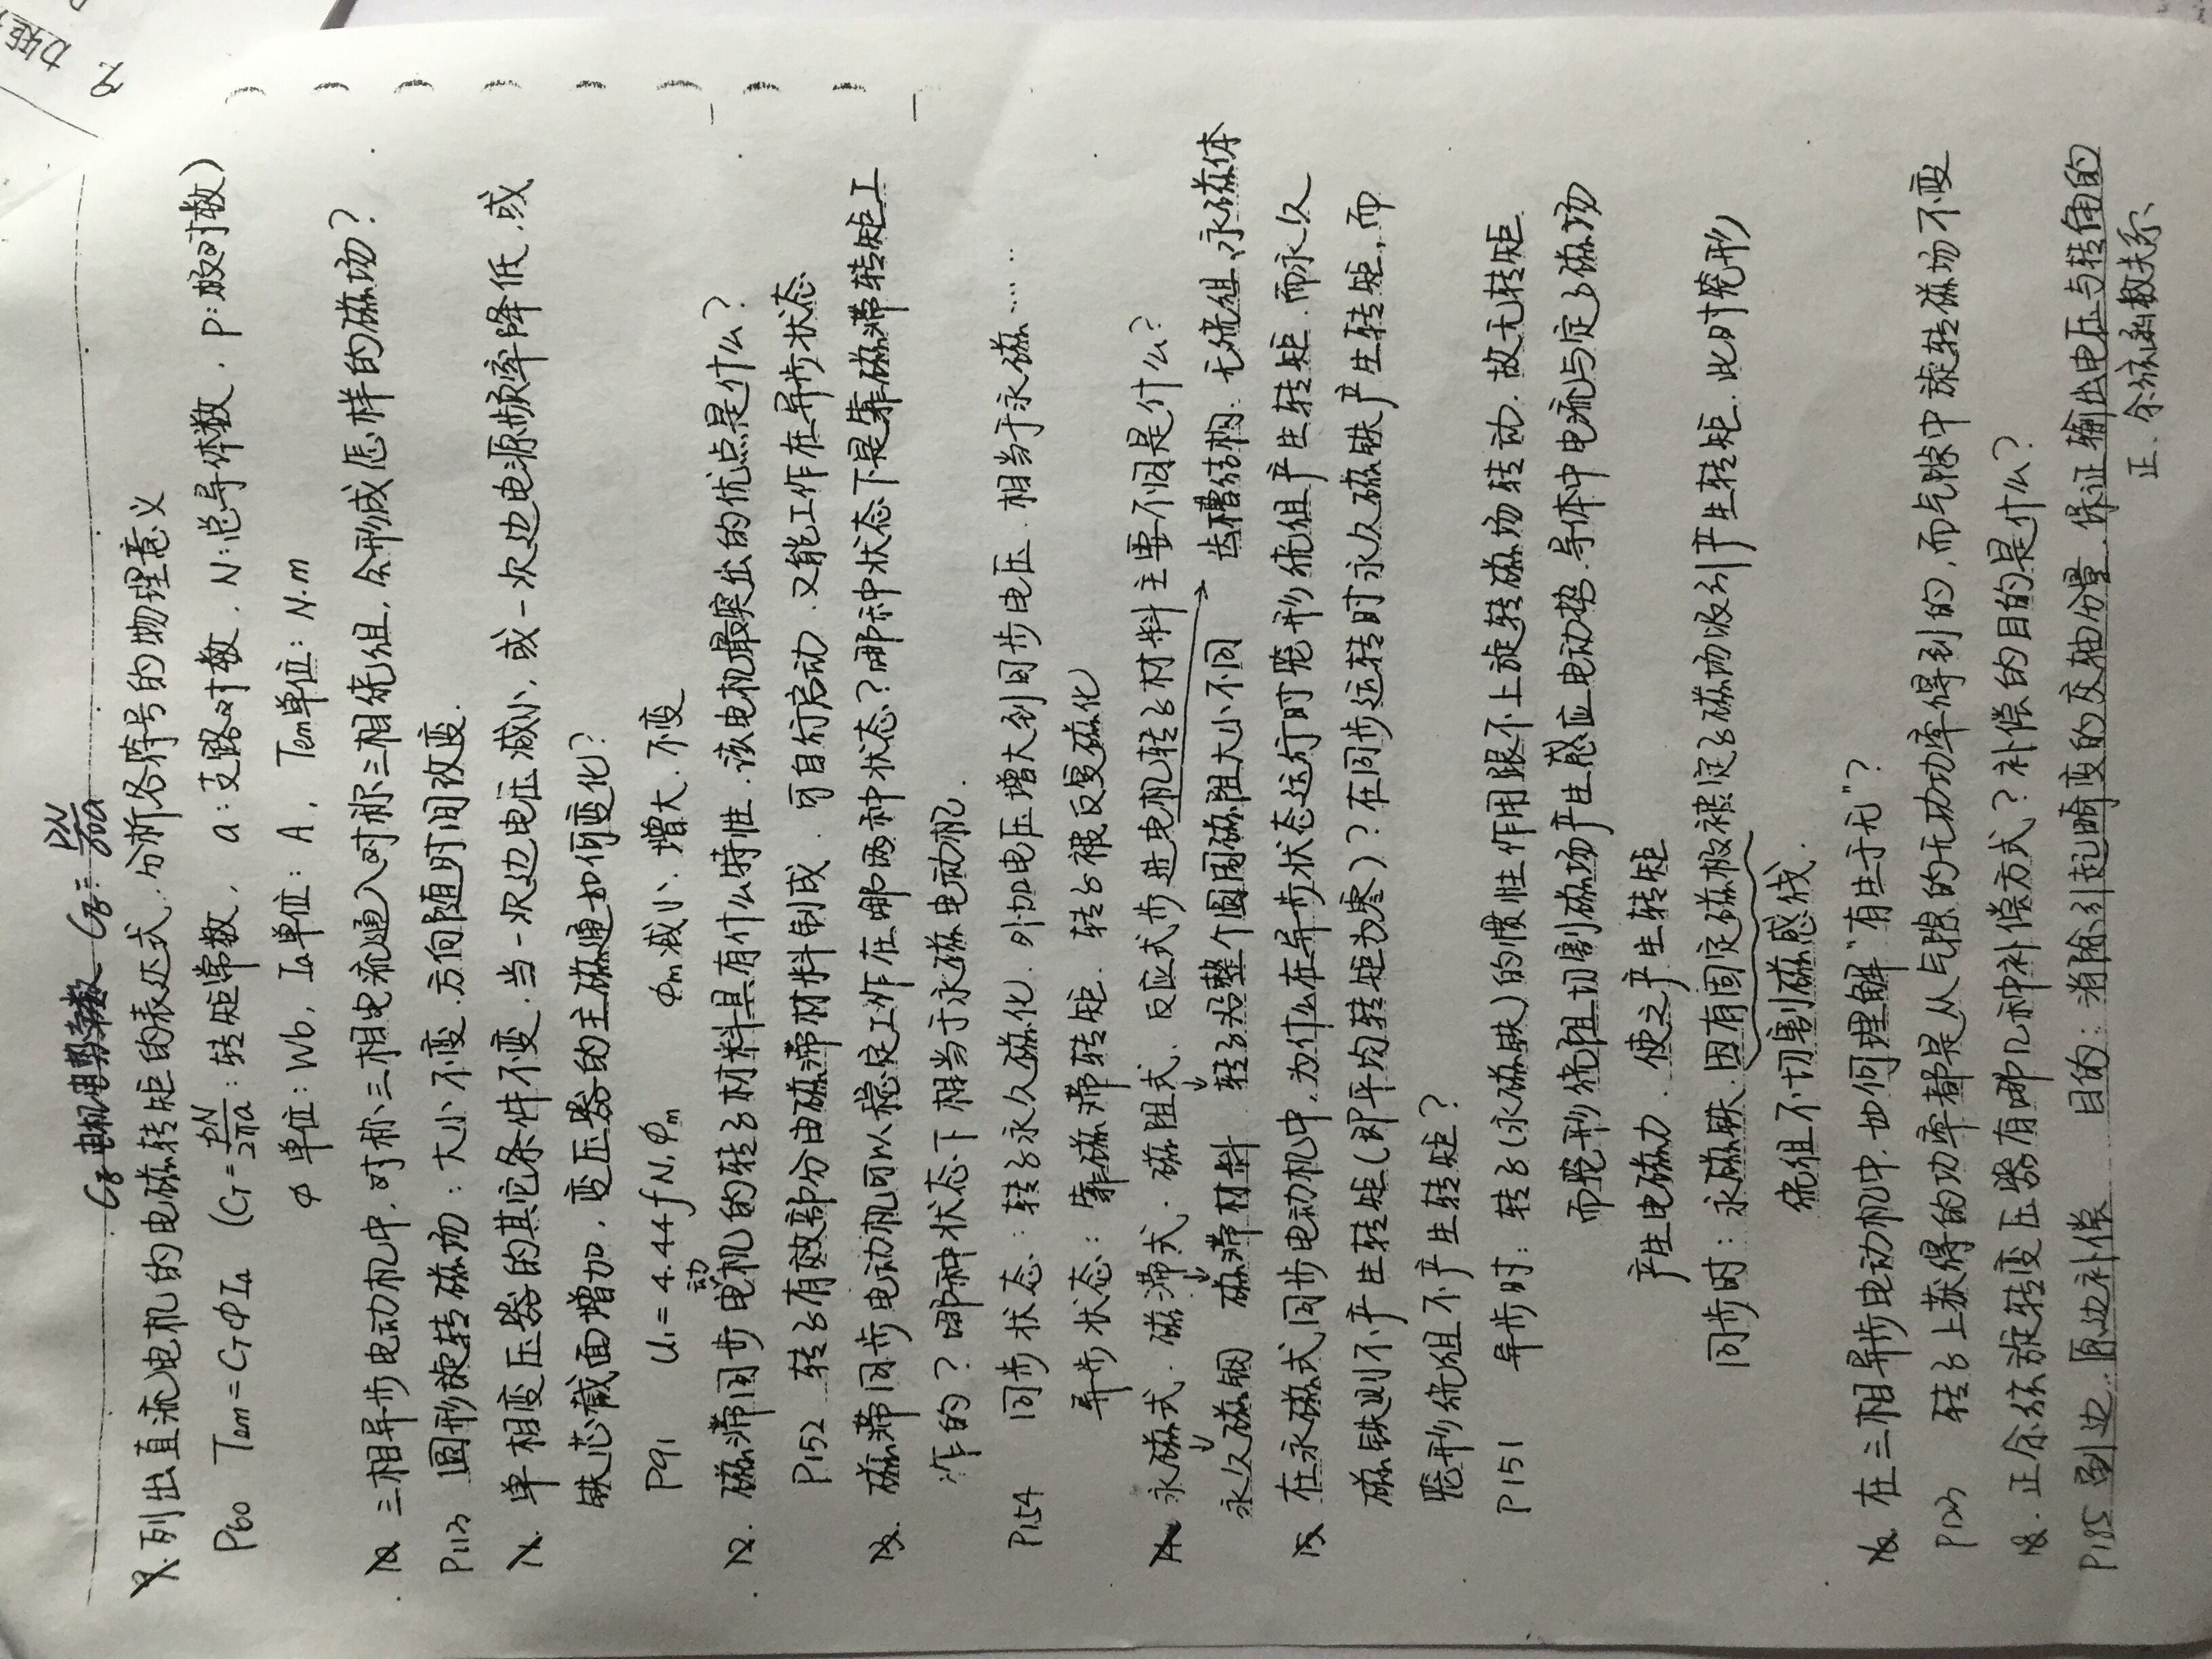 CE 电机电势常数 CE = PN/60a
9. 列出直流电机的电磁转矩的表达式.分析各符号的物理意义
P60 Tem = CTΦIa (CT = PN/2πa : 转矩常数, a:支路对数. N:总导体数. P:极对数)
Φ 单位: Wb, Ia单位: A, Tem单位: N.m
10 三相异步电动机中.对称三相电流通入对称三相绕组,会形成怎样的磁场?
P113 圆形旋转磁场:大小不变.方向随时间改变.
11. 单相变压器的其它条件不变.当一次边电压减小,或一次边电源频率降低.或
铁芯截面增加.变压器的主磁通如何变化?
P91 U1 = 4.44fN1Φm Φm减小.增大.不变
12. 磁滞同步电动机的转子材料具有什么特性.该电机最突出的优点是什么?
P152 转子有效部分由磁滞材料制成.可自行启动.又能工作在异步状态
13. 磁滞同步电动机可以稳定工作在哪两种状态?哪种状态下是靠磁滞转矩工
作的?哪种状态下相当于永磁电动机.
P154 同步状态:转子永久磁化.外加电压增大到同步电压.相当于永磁……
异步状态:靠磁滞转矩.转子被反复磁化
14 永磁式.磁滞式.磁阻式、反应式步进电机转子材料主要不同是什么?
永久磁钢 磁滞材料 转子沿整个圆周磁阻大小不同 齿槽结构.无绕组、永磁体
15 在永磁式同步电动机中,为什么在异步状态运行时笼形绕组产生转矩.而永久
磁铁则不产生转矩(即平均转矩为零)?在同步运转时永久磁铁产生转矩,而
笼形绕组不产生转矩?
P151 异步时:转子(永磁铁)的惯性作用跟不上旋转磁场转动.故无转矩.
而笼形绕阻切割磁场产生感应电动势.导体中电流与定子磁场
产生电磁力.使之产生转矩
同步时:永磁铁.因有固定磁极被定子磁场吸引产生转矩.此时笼形
绕组不切割磁感线.
16. 在三相异步电动机中.如何理解“有生于无”?
P123 转子上获得的功率都是从气隙的无功功率得到的,而气隙中旋转磁场不变
18. 正余弦旋转变压器有哪几种补偿方式?补偿的目的是什么?
P185 副边.原边补偿 目的:消除引起畸变的交轴分量.保证输出电压与转角的
正.余弦函数关系
9. 力矩